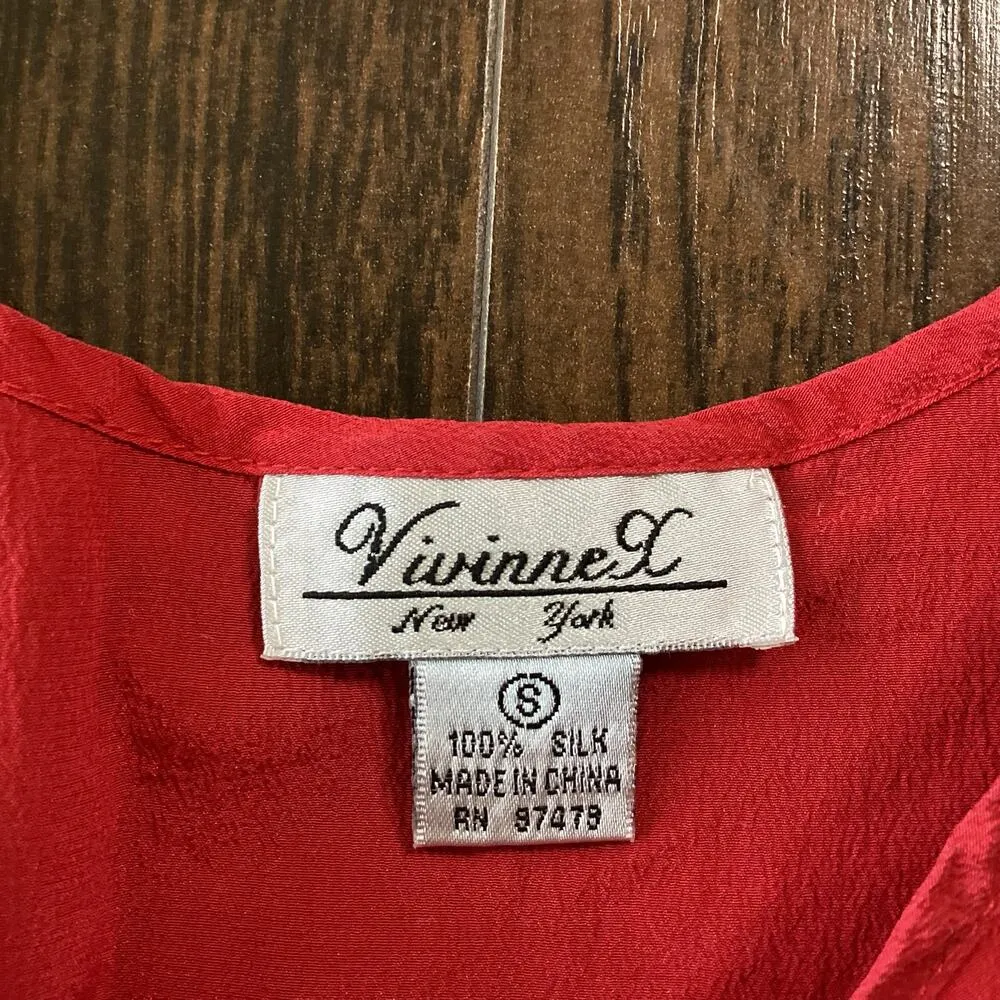 VivinneX
New York
S
100% SILK
MADE IN CHINA
RN 97479